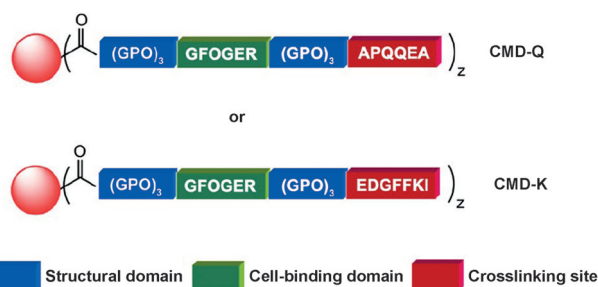 O
(GPO)3 GFOGER (GPO)3 APQQEA z CMD-Q
or
O
(GPO)3 GFOGER (GPO)3 EDGFFKI z CMD-K
Structural domain Cell-binding domain Crosslinking site